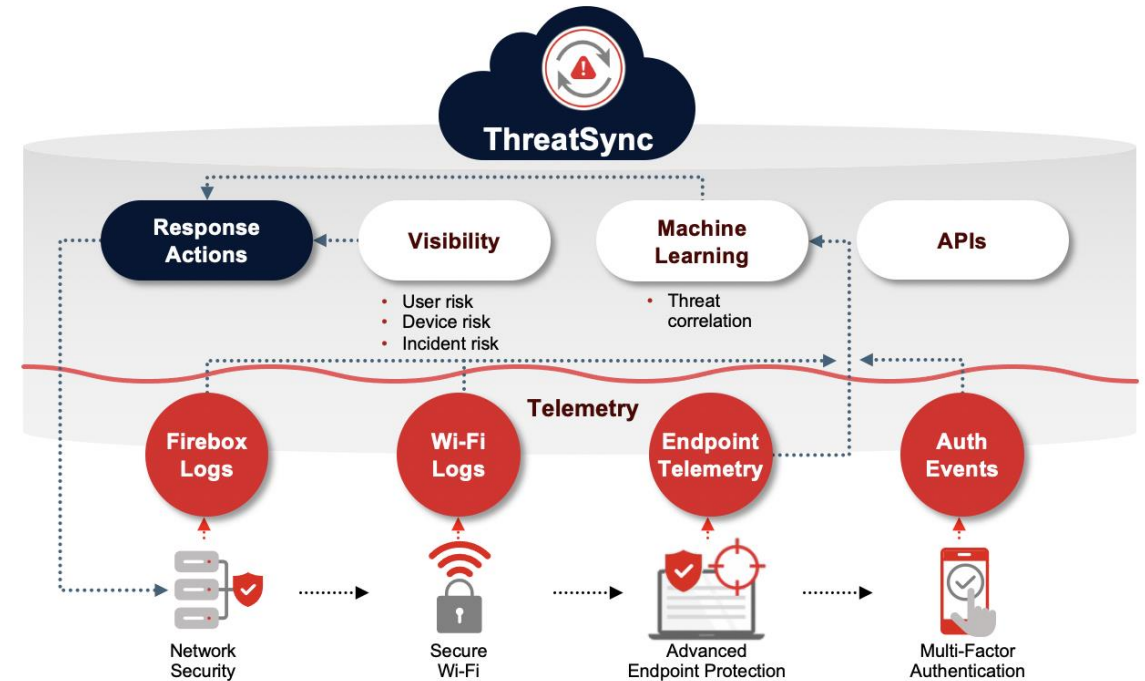 ThreatSync
Response
Actions
Visibility
Machine
Learning
APIs
• User risk
• Device risk
• Incident risk
• Threat
correlation
Telemetry
Firebox
Logs
Wi-Fi
Logs
Endpoint
Telemetry
Auth
Events
Network
Security
Secure
Wi-Fi
Advanced
Endpoint Protection
Multi-Factor
Authentication